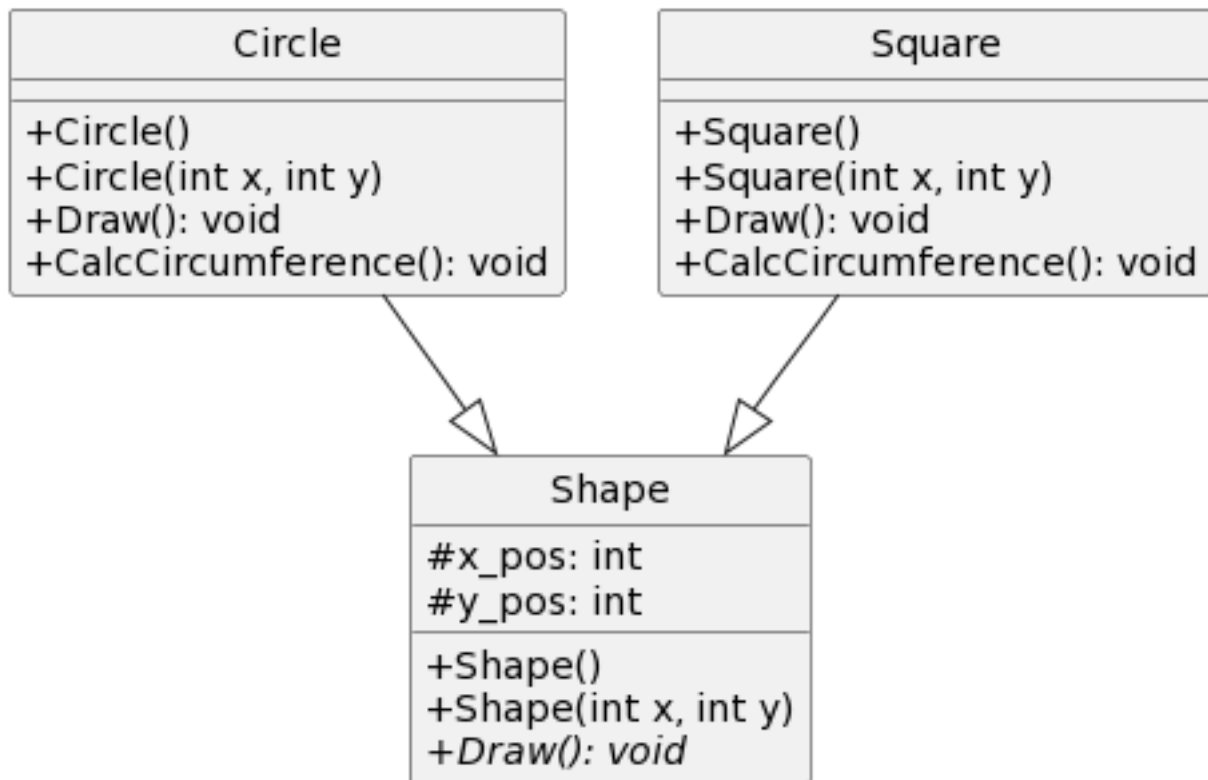 Circle
+Circle()
+Circle(int x, int y)
+Draw(): void
+CalcCircumference(): void
Square
+Square()
+Square(int x, int y)
+Draw(): void
+CalcCircumference(): void
Shape
#x_pos: int
#y_pos: int
+Shape()
+Shape(int x, int y)
+Draw(): void